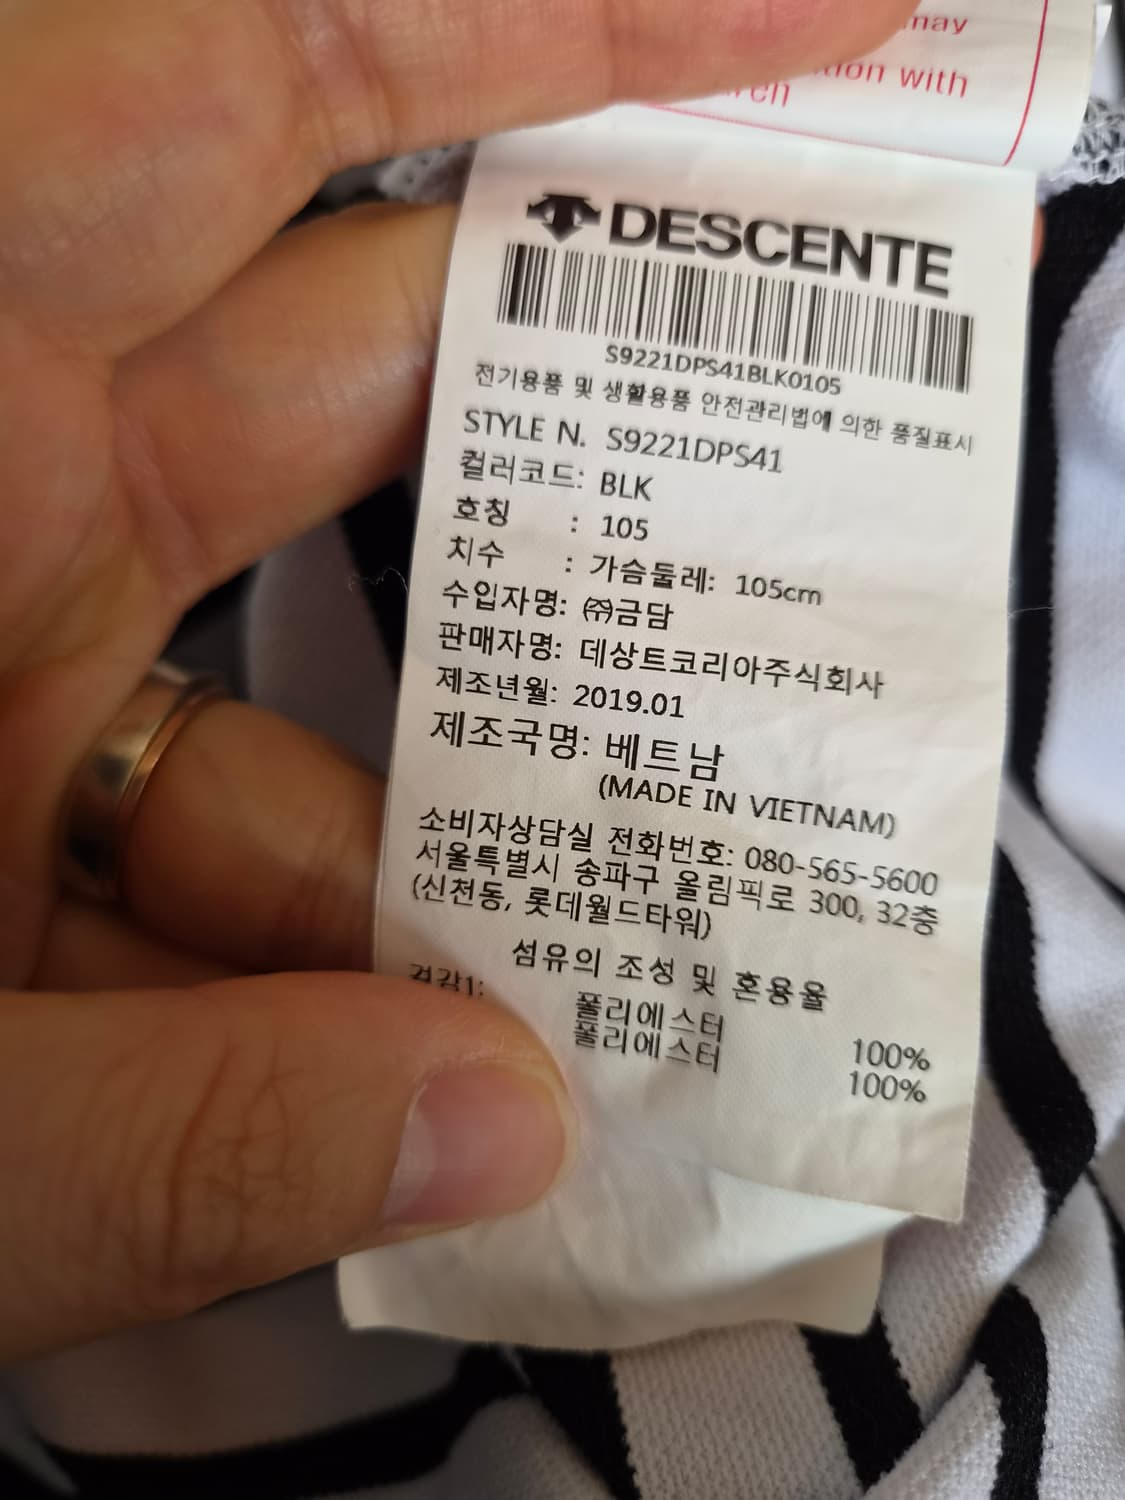 may
with
DESCENTE
S9221DPS41BLK0105
전기용품 및 생활용품 안전관리법에 의한 품질표시
STYLE N. S9221DPS41
컬러코드: BLK
호칭 : 105
치수 : 가슴둘레: 105cm
수입자명: ㈜금담
판매자명: 데상트코리아주식회사
제조년월: 2019.01
제조국명: 베트남
(MADE IN VIETNAM)
소비자상담실 전화번호: 080-565-5600
서울특별시 송파구 올림픽로 300, 32층
(신천동, 롯데월드타워)
섬유의 조성 및 혼용율
겉감1: 폴리에스터 100%
폴리에스터 100%